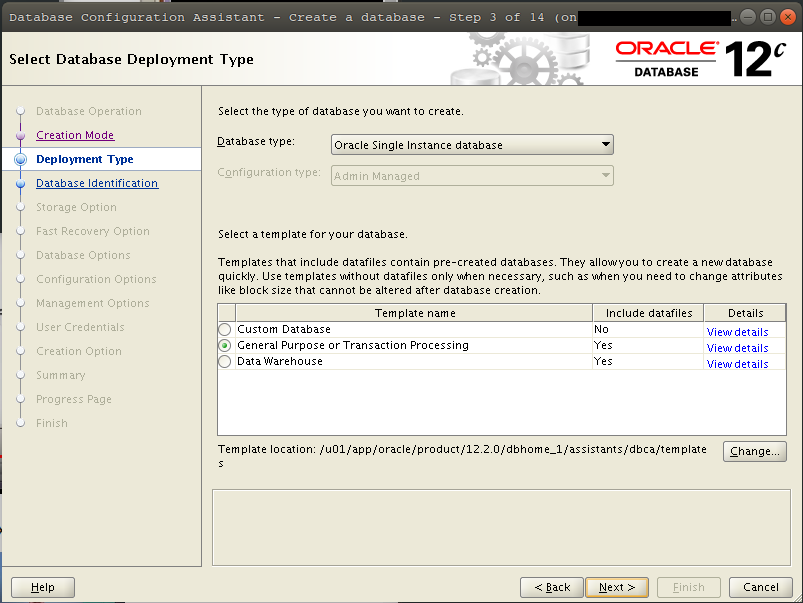 Database Configuration Assistant - Create a database - Step 3 of 14 (on …
Select Database Deployment Type
ORACLE®
DATABASE
12c
Database Operation
Creation Mode
Deployment Type
Database Identification
Storage Option
Fast Recovery Option
Database Options
Configuration Options
Management Options
User Credentials
Creation Option
Summary
Progress Page
Finish
Select the type of database you want to create.
Database type: Oracle Single Instance database
Configuration type: Admin Managed
Select a template for your database.
Templates that include datafiles contain pre-created databases. They allow you to create a new database
quickly. Use templates without datafiles only when necessary, such as when you need to change attributes
like block size that cannot be altered after database creation.
Template name Include datafiles Details
Custom Database No View details
General Purpose or Transaction Processing Yes View details
Data Warehouse Yes View details
Template location: /u01/app/oracle/product/12.2.0/dbhome_1/assistants/dbca/template
s
Change...
Help < Back Next > Finish Cancel